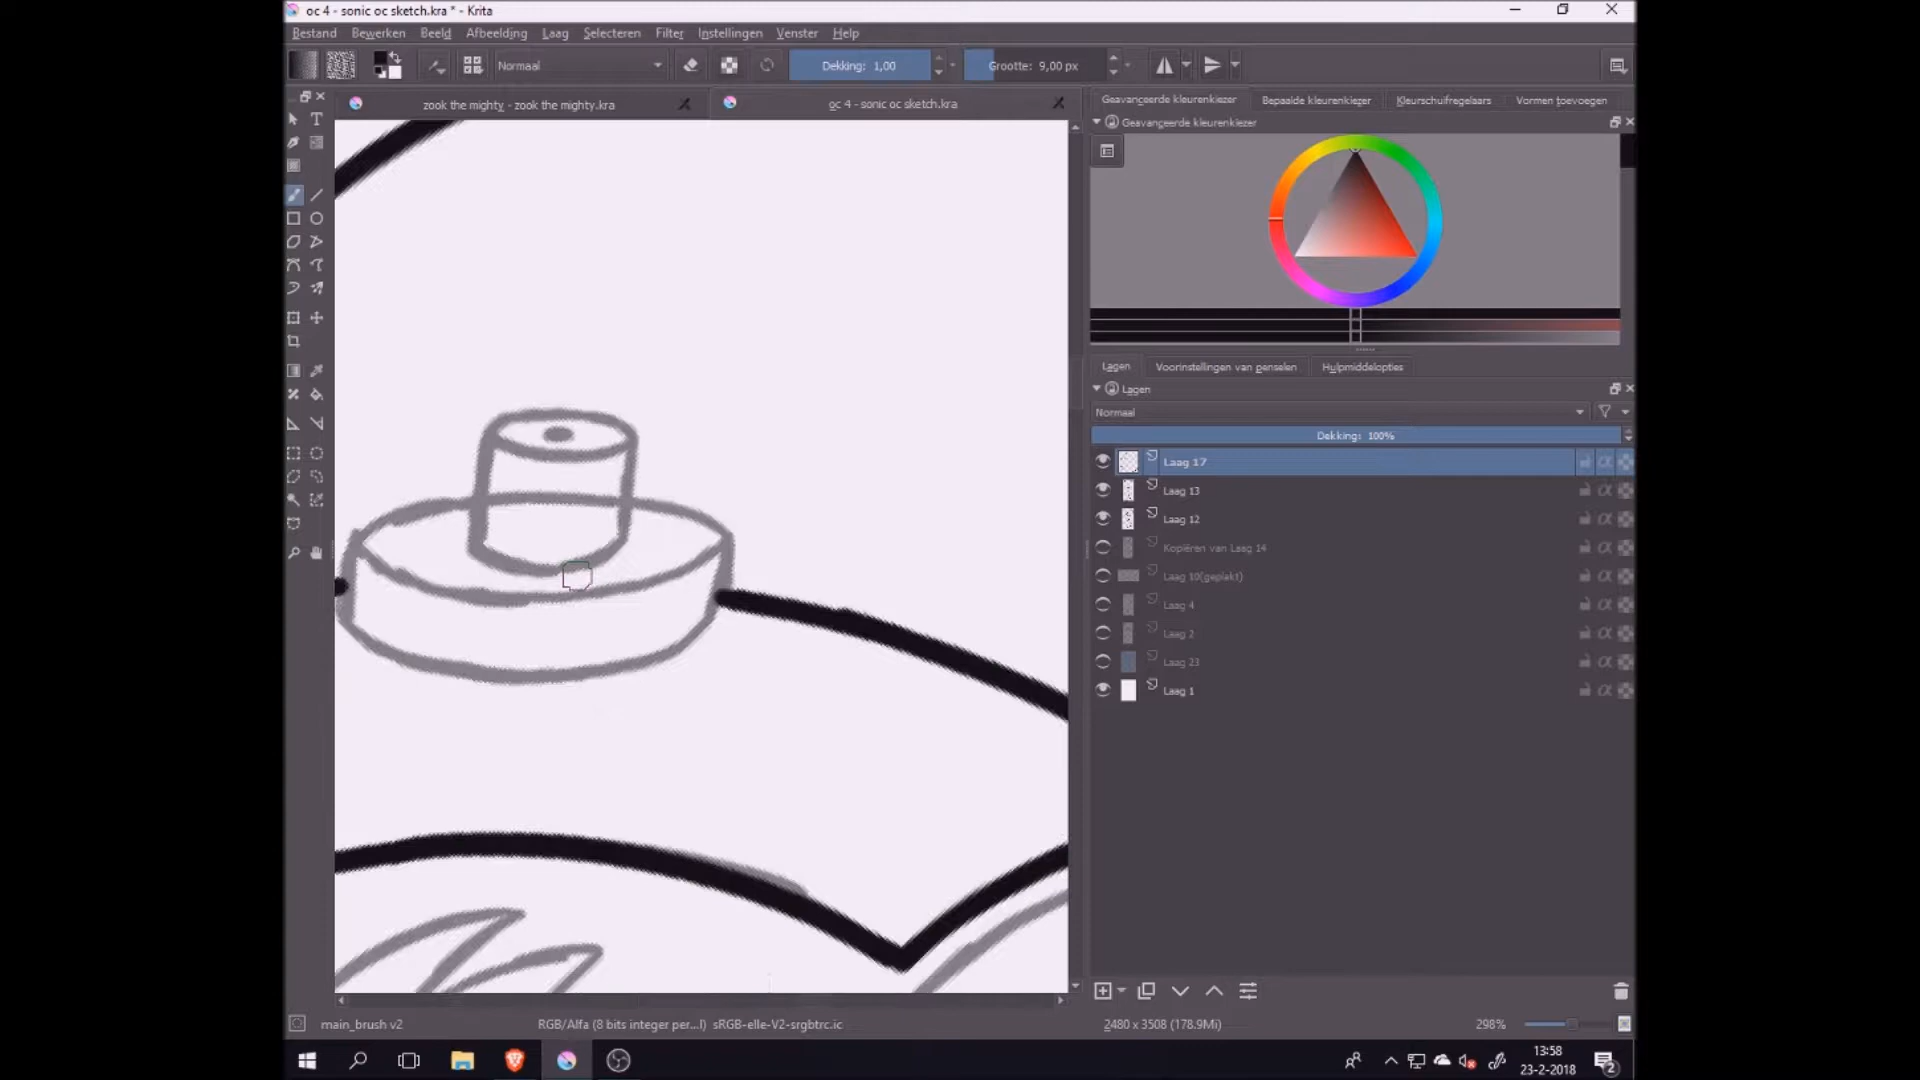 oc 4 - sonic oc sketch.kra * - Krita
Bestand Bewerken Beeld Afbeelding Laag Selecteren Filter Instellingen Venster Help
Normaal Dekking: 1,00 Grootte: 9,00 px
zook the mighty - zook the mighty.kra oc 4 - sonic oc sketch.kra
Geavanceerde kleurenkiezer Bepaalde kleurenkiezer Kleurschuifregelaars Vormen toevoegen
Geavanceerde kleurenkiezer
Lagen Voorinstellingen van penselen Hulpmiddelopties
Lagen
Normaal
Dekking: 100%
Laag 17
Laag 13
Laag 12
Kopiëren van Laag 14
Laag 10(geplakt)
Laag 4
Laag 2
Laag 23
Laag 1
main_brush v2 RGB/Alfa (8 bits integer per...l) sRGB-elle-V2-srgbtrc.ic 2480 x 3508 (178.9Mi) 298%
13:58
23-2-2018
2